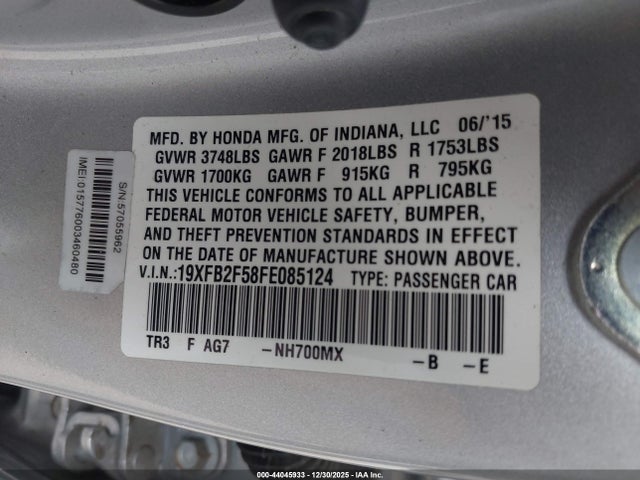 MFD. BY HONDA MFG. OF INDIANA, LLC 06/'15
GVWR 3748LBS GAWR F 2018LBS R 1753LBS
GVWR 1700KG GAWR F 915KG R 795KG
THIS VEHICLE CONFORMS TO ALL APPLICABLE
FEDERAL MOTOR VEHICLE SAFETY, BUMPER,
AND THEFT PREVENTION STANDARDS IN EFFECT
ON THE DATE OF MANUFACTURE SHOWN ABOVE.
V.I.N.:19XFB2F58FE085124 TYPE: PASSENGER CAR
TR3 F AG7 -NH700MX -B -E
S/N:57055962
IMEI:015776003460480
000-44045933 - 12/30/2025 - IAA Inc.